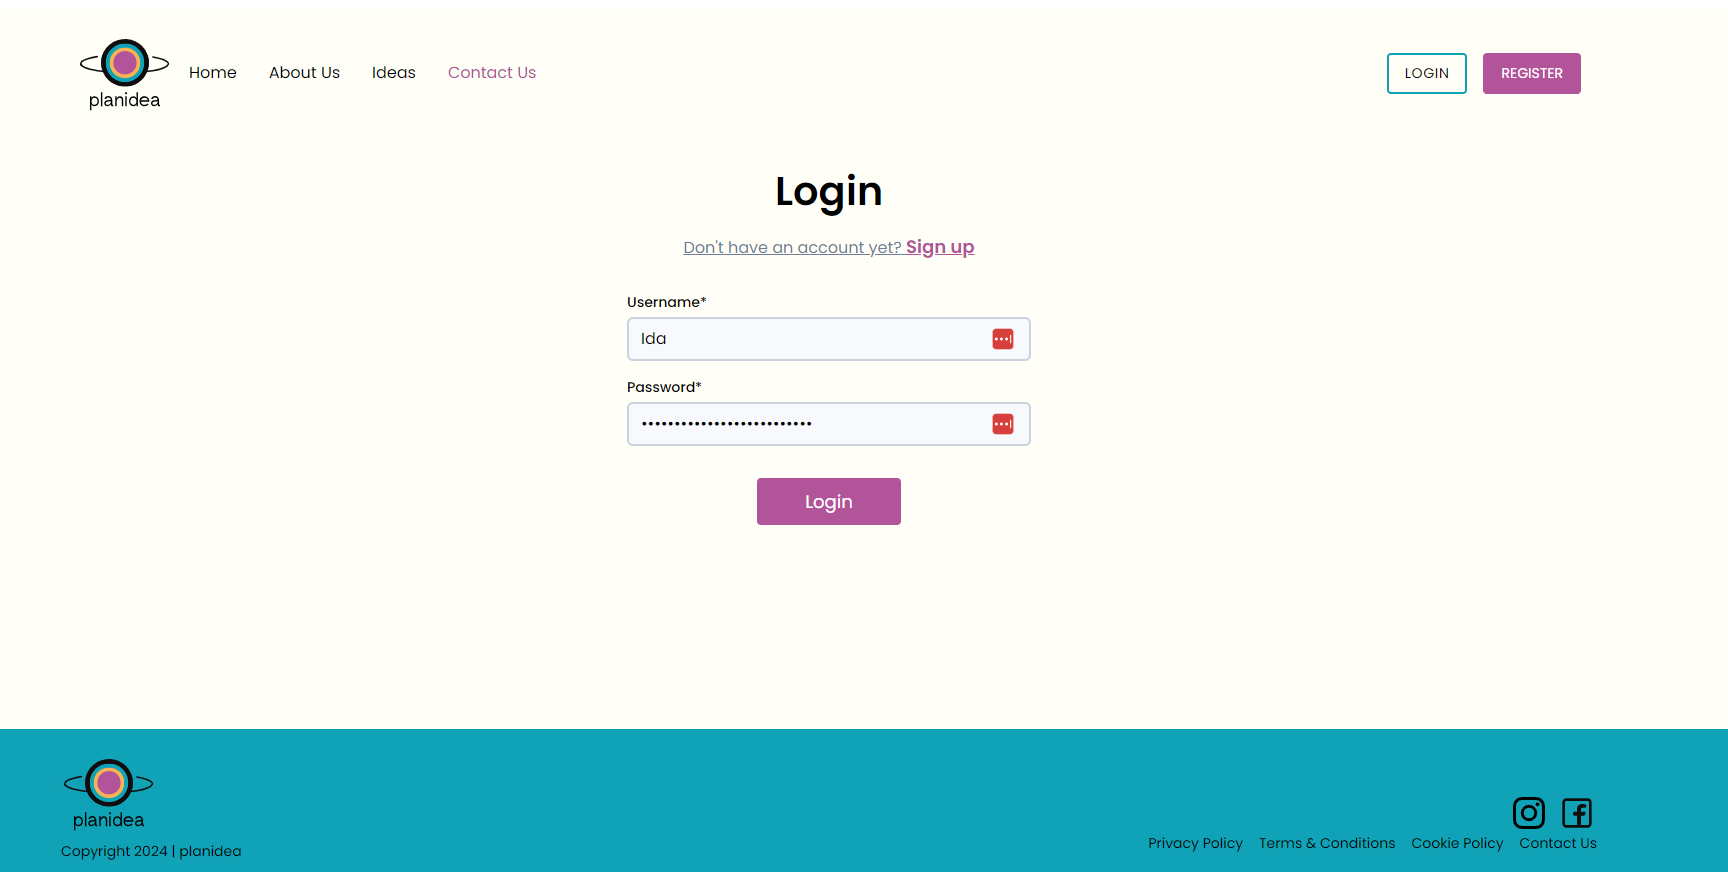 planidea
Home About Us Ideas Contact Us
LOGIN REGISTER
Login
Don't have an account yet? Sign up
Username*
Ida
Password*
••••••••••••••••••••••••••
Login
planidea
Copyright 2024 | planidea
Privacy Policy Terms & Conditions Cookie Policy Contact Us